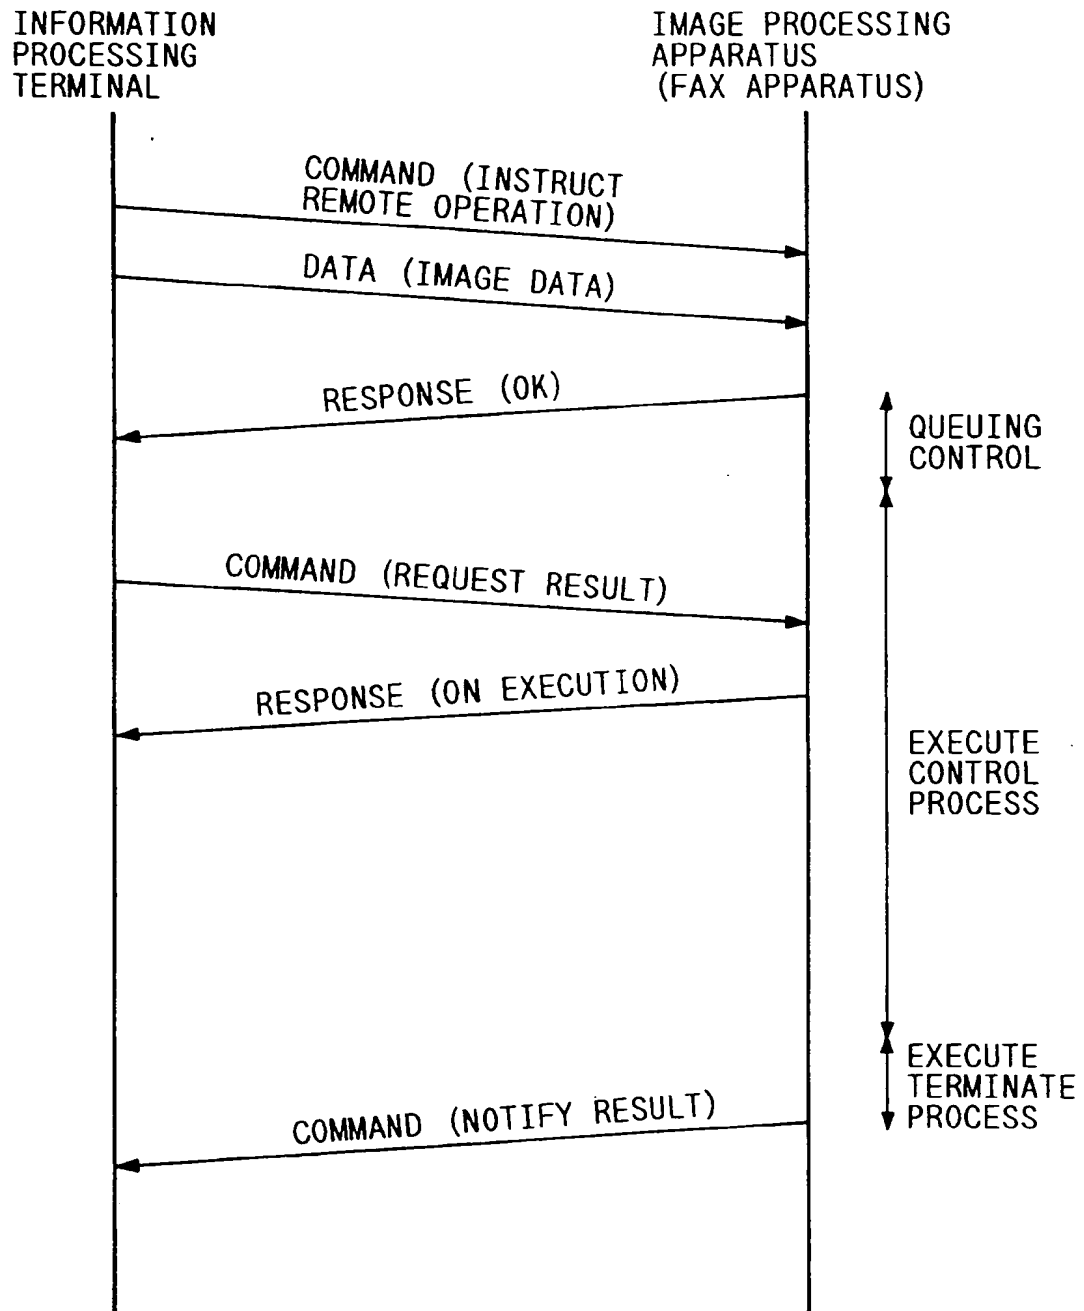 INFORMATION
PROCESSING
TERMINAL
IMAGE PROCESSING
APPARATUS
(FAX APPARATUS)
COMMAND (INSTRUCT
REMOTE OPERATION)
DATA (IMAGE DATA)
RESPONSE (OK)
QUEUING
CONTROL
COMMAND (REQUEST RESULT)
RESPONSE (ON EXECUTION)
EXECUTE
CONTROL
PROCESS
EXECUTE
TERMINATE
PROCESS
COMMAND (NOTIFY RESULT)